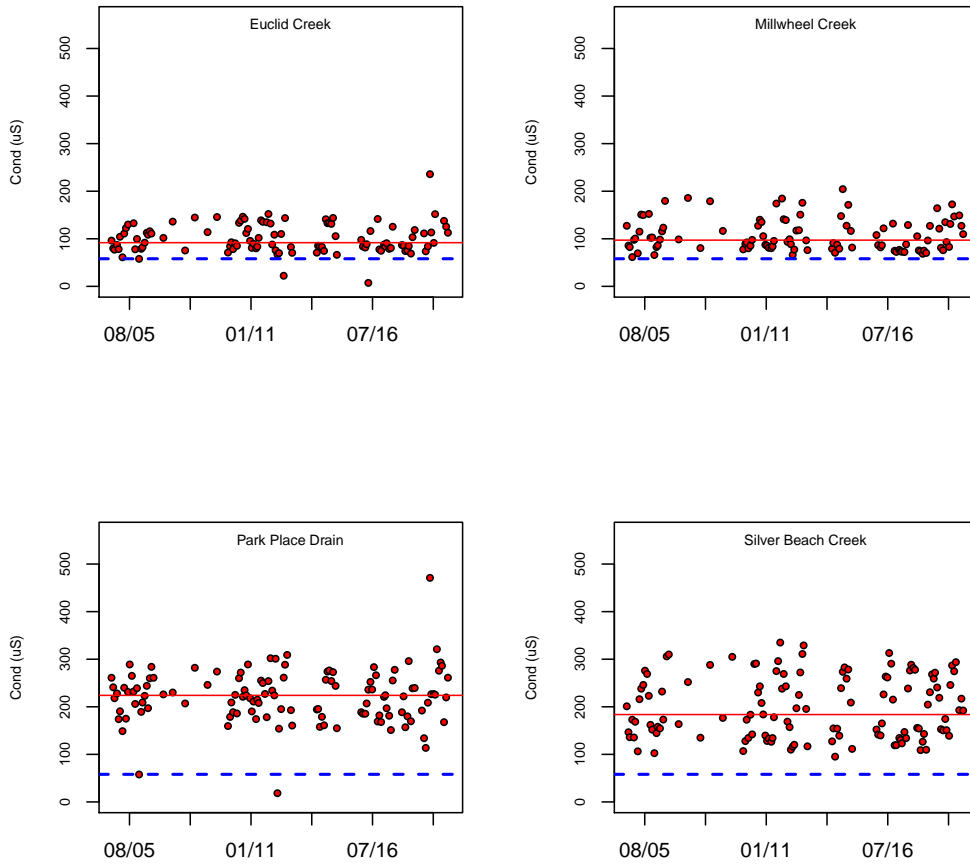 Euclid Creek
Cond (uS)
500
400
300
200
100
0
08/05 01/11 07/16
Millwheel Creek
Cond (uS)
500
400
300
200
100
0
08/05 01/11 07/16
Park Place Drain
Cond (uS)
500
400
300
200
100
0
08/05 01/11 07/16
Silver Beach Creek
Cond (uS)
500
400
300
200
100
0
08/05 01/11 07/16